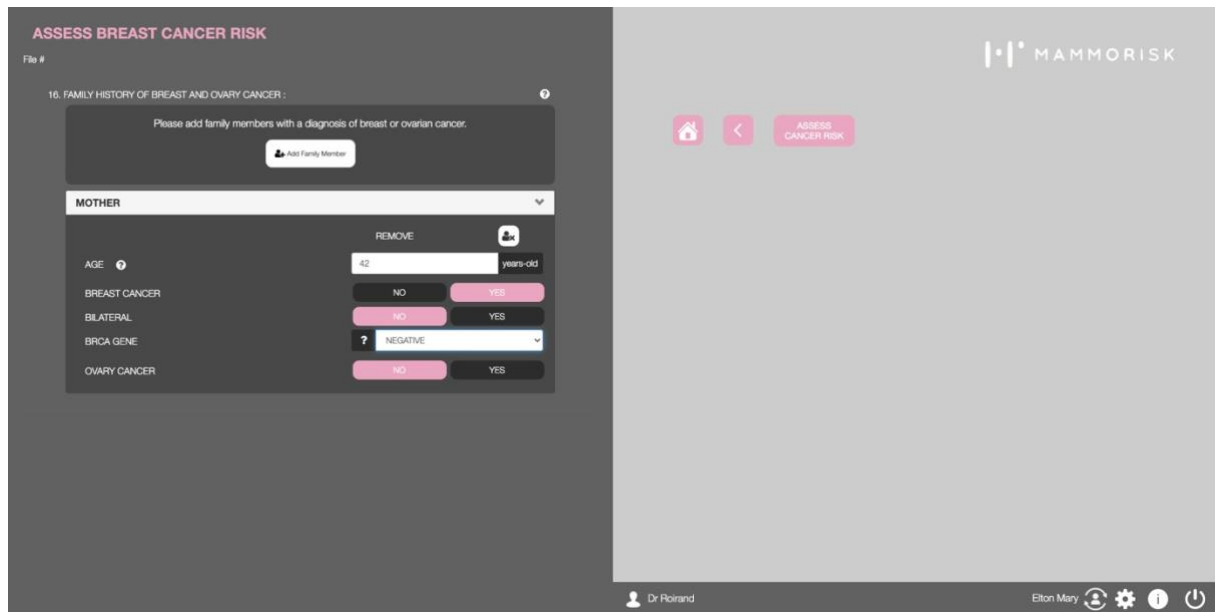 ASSESS BREAST CANCER RISK
File #
16. FAMILY HISTORY OF BREAST AND OVARY CANCER :
?
Please add family members with a diagnosis of breast or ovarian cancer.
Add Family Member
MOTHER
REMOVE
AGE ? 42 years-old
BREAST CANCER NO YES
BILATERAL NO YES
BRCA GENE ? NEGATIVE
OVARY CANCER NO YES
MAMMORISK
ASSESS
CANCER RISK
Dr Roirand
Elton Mary